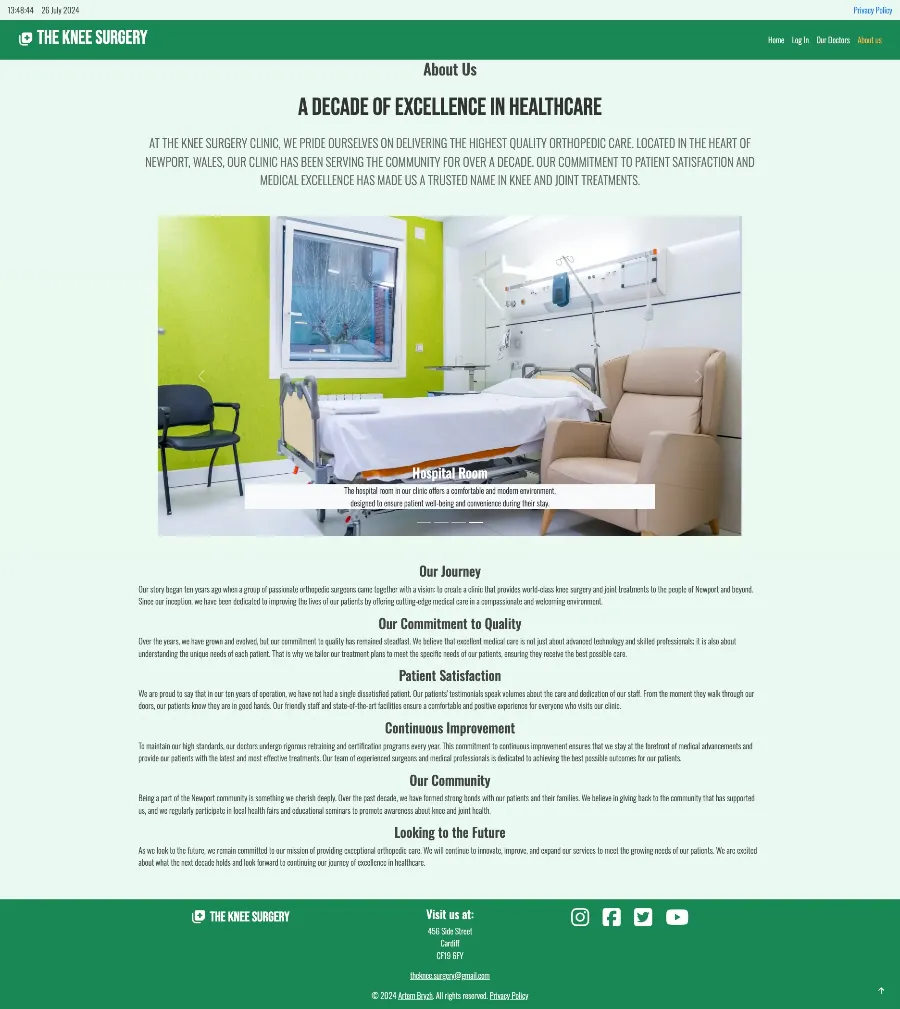 13:48:44 26 July 2024
Privacy Policy
THE KNEE SURGERY
Home Log In Our Doctors About us
About Us
A DECADE OF EXCELLENCE IN HEALTHCARE
AT THE KNEE SURGERY CLINIC, WE PRIDE OURSELVES ON DELIVERING THE HIGHEST QUALITY ORTHOPEDIC CARE. LOCATED IN THE HEART OF
NEWPORT, WALES, OUR CLINIC HAS BEEN SERVING THE COMMUNITY FOR OVER A DECADE. OUR COMMITMENT TO PATIENT SATISFACTION AND
MEDICAL EXCELLENCE HAS MADE US A TRUSTED NAME IN KNEE AND JOINT TREATMENTS.
Hospital Room
The hospital room in our clinic offers a comfortable and modern environment,
designed to ensure patient well-being and convenience during their stay.
Our Journey
Our story began ten years ago when a group of passionate orthopedic surgeons came together with a vision: to create a clinic that provides world-class knee surgery and joint treatments to the people of Newport and beyond.
Since our inception, we have been dedicated to improving the lives of our patients by offering cutting-edge medical care in a compassionate and welcoming environment.
Our Commitment to Quality
Over the years, we have grown and evolved, but our commitment to quality has remained steadfast. We believe that excellent medical care is not just about advanced technology and skilled professionals; it is also about
understanding the unique needs of each patient. That is why we tailor our treatment plans to meet the specific needs of our patients, ensuring they receive the best possible care.
Patient Satisfaction
We are proud to say that in our ten years of operation, we have not had a single dissatisfied patient. Our patients' testimonials speak volumes about the care and dedication of our staff. From the moment they walk through our
doors, our patients know they are in good hands. Our friendly staff and state-of-the-art facilities ensure a comfortable and positive experience for everyone who visits our clinic.
Continuous Improvement
To maintain our high standards, our doctors undergo rigorous retraining and certification programs every year. This commitment to continuous improvement ensures that we stay at the forefront of medical advancements and
provide our patients with the latest and most effective treatments. Our team of experienced surgeons and medical professionals is dedicated to achieving the best possible outcomes for our patients.
Our Community
Being a part of the Newport community is something we cherish deeply. Over the past decade, we have formed strong bonds with our patients and their families. We believe in giving back to the community that has supported
us, and we regularly participate in local health fairs and educational seminars to promote awareness about knee and joint health.
Looking to the Future
As we look to the future, we remain committed to our mission of providing exceptional orthopedic care. We will continue to innovate, improve, and expand our services to meet the growing needs of our patients. We are excited
about what the next decade holds and look forward to continuing our journey of excellence in healthcare.
THE KNEE SURGERY
Visit us at:
456 Side Street
Cardiff
CF19 6FY
theknee.surgery@gmail.com
© 2024 Artem Bryzh. All rights reserved. Privacy Policy